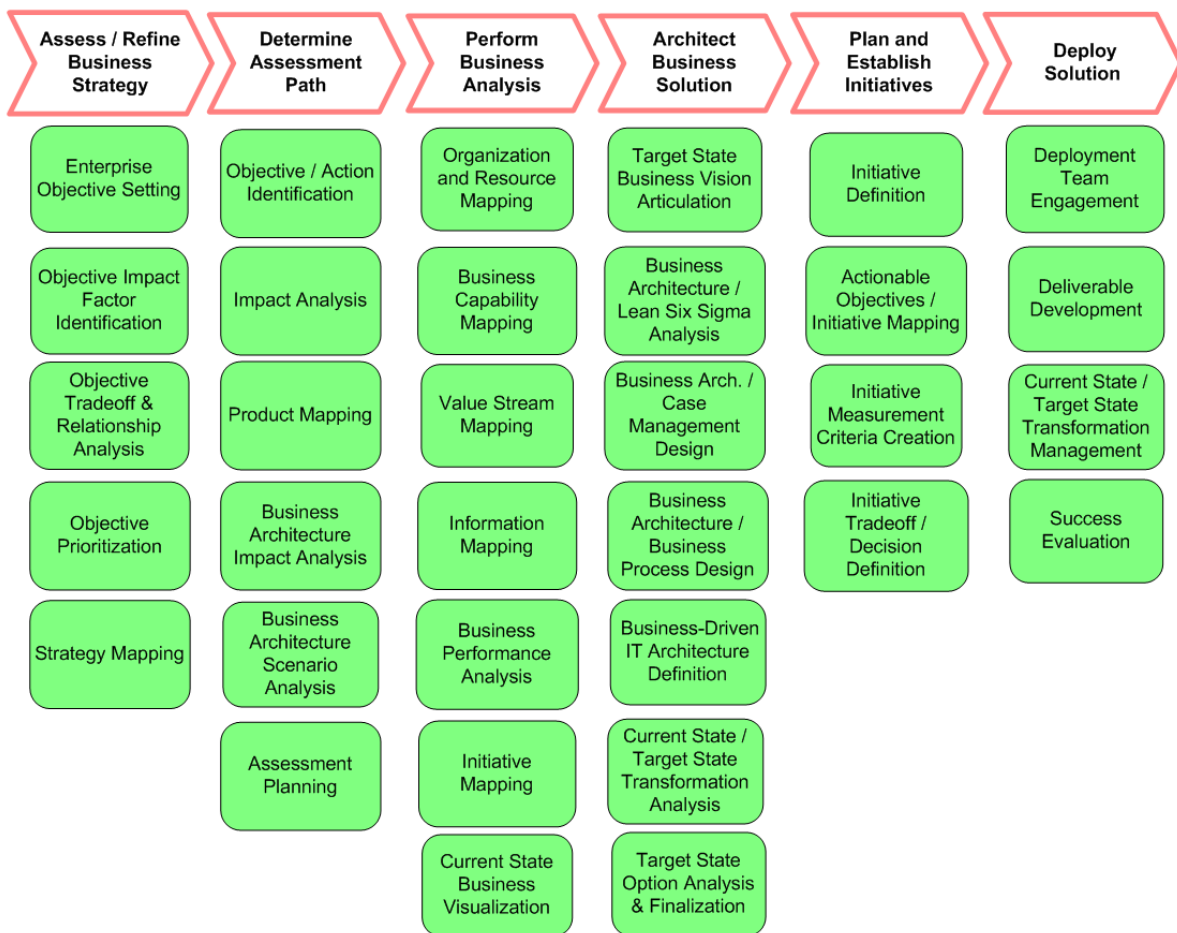 Assess / Refine
Business
Strategy
Determine
Assessment
Path
Perform
Business
Analysis
Architect
Business
Solution
Plan and
Establish
Initiatives
Deploy
Solution
Enterprise
Objective Setting
Objective Impact
Factor
Identification
Objective
Tradeoff &
Relationship
Analysis
Objective
Prioritization
Strategy Mapping
Objective / Action
Identification
Impact Analysis
Product Mapping
Business
Architecture
Impact Analysis
Business
Architecture
Scenario
Analysis
Assessment
Planning
Organization
and Resource
Mapping
Business
Capability
Mapping
Value Stream
Mapping
Information
Mapping
Business
Performance
Analysis
Initiative
Mapping
Current State
Business
Visualization
Target State
Business Vision
Articulation
Business
Architecture /
Lean Six Sigma
Analysis
Business Arch. /
Case
Management
Design
Business
Architecture /
Business
Process Design
Business-Driven
IT Architecture
Definition
Current State /
Target State
Transformation
Analysis
Target State
Option Analysis
& Finalization
Initiative
Definition
Actionable
Objectives /
Initiative Mapping
Initiative
Measurement
Criteria Creation
Initiative
Tradeoff /
Decision
Definition
Deployment
Team
Engagement
Deliverable
Development
Current State /
Target State
Transformation
Management
Success
Evaluation